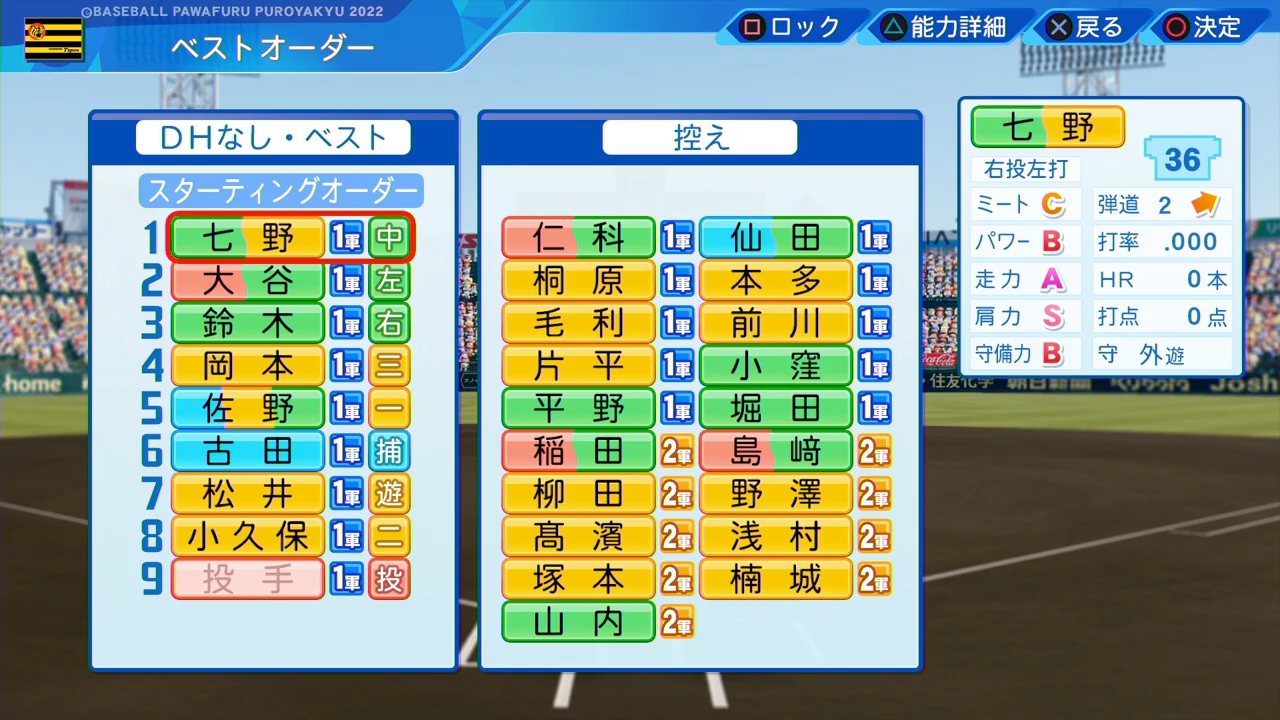 ©BASEBALL PAWAFURU PUROYAKYU 2022
ベストオーダー
ロック 能力詳細 戻る 決定
DHなし・ベスト
スターティングオーダー
1 七野 1軍 中
2 大谷 1軍 左
3 鈴木 1軍 右
4 岡本 1軍 三
5 佐野 1軍 一
6 古田 1軍 捕
7 松井 1軍 遊
8 小久保 1軍 二
9 投手 1軍 投
控え
仁科 1軍 仙田 1軍
桐原 1軍 本多 1軍
毛利 1軍 前川 1軍
片平 1軍 小窪 1軍
平野 1軍 堀田 1軍
稲田 2軍 島﨑 2軍
柳田 2軍 野澤 2軍
髙濱 2軍 浅村 2軍
塚本 2軍 楠城 2軍
山内 2軍
七野
36
右投左打
ミート C 弾道 2
パワー B 打率 .000
走力 A HR 0本
肩力 S 打点 0点
守備力 B 守 外遊
home
住友化学 朝日新聞 Kyocera Josh